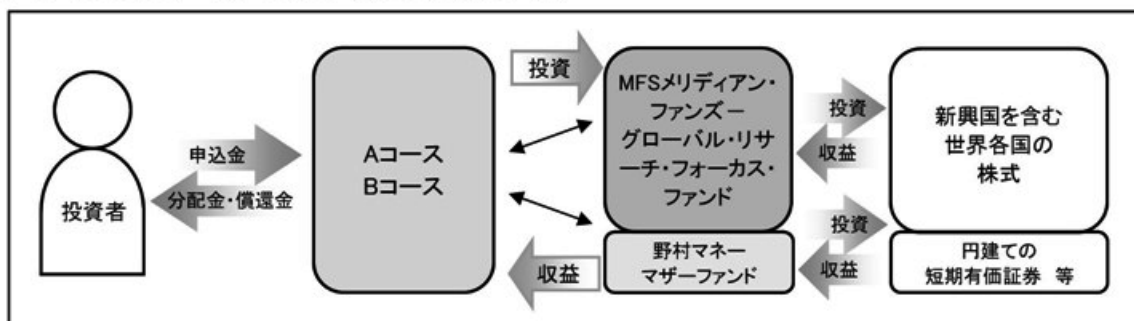 投資者
申込金
分配金・償還金
Aコース
Bコース
投資
収益
MFSメリディアン・
ファンズー
グローバル・リサ
ーチ・フォーカス・
ファンド
野村マネー
マザーファンド
投資
収益
投資
収益
新興国を含む
世界各国の
株式
円建ての
短期有価証券 等